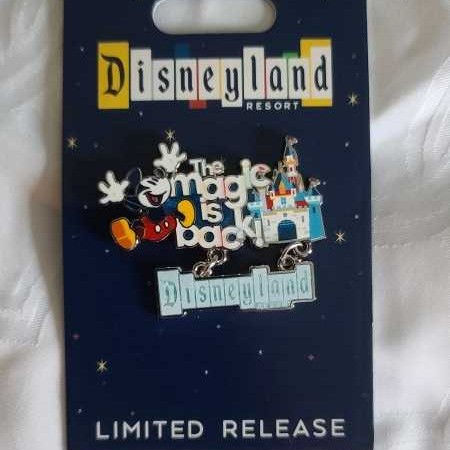 Disneyland
RESORT
The
magic
is
back!
Disneyland
LIMITED RELEASE